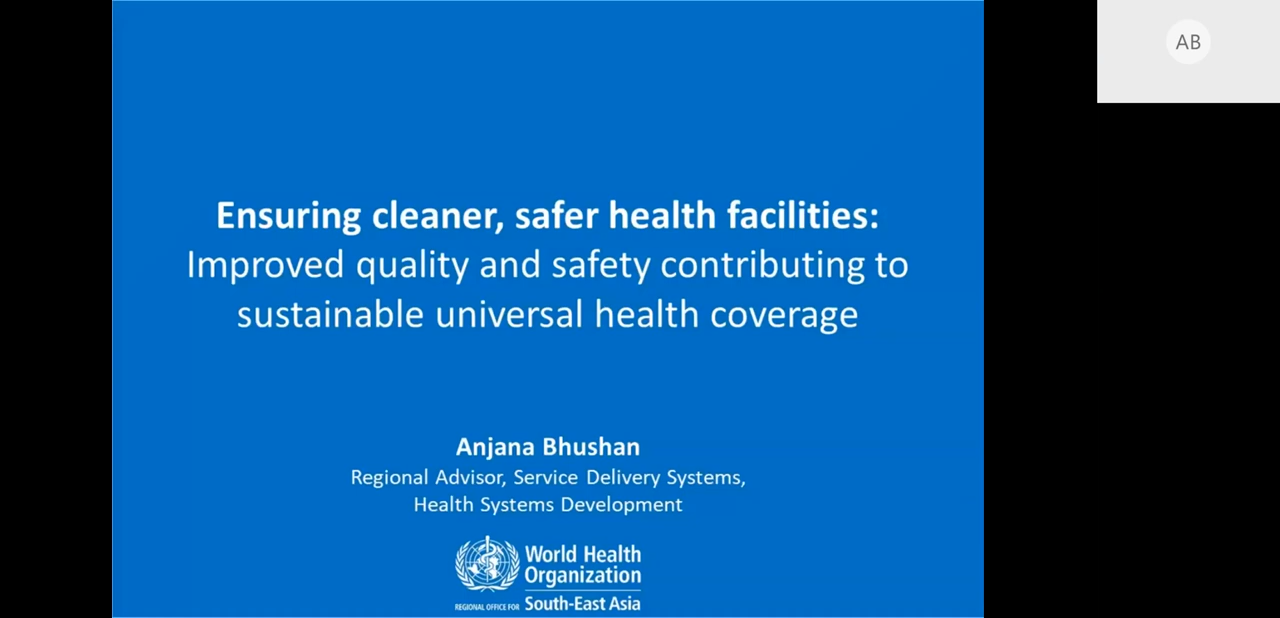 AB
Ensuring cleaner, safer health facilities:
Improved quality and safety contributing to
sustainable universal health coverage
Anjana Bhushan
Regional Advisor, Service Delivery Systems,
Health Systems Development
World Health
Organization
REGIONAL OFFICE FOR South-East Asia